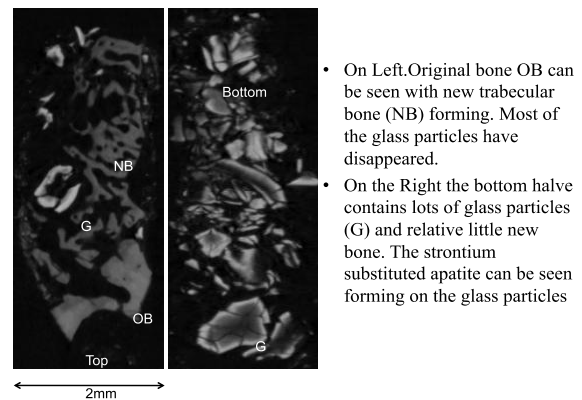 NB
G
OB
Top
2mm
Bottom
G
• On Left.Original bone OB can
be seen with new trabecular
bone (NB) forming. Most of
the glass particles have
disappeared.
• On the Right the bottom halve
contains lots of glass particles
(G) and relative little new
bone. The strontium
substituted apatite can be seen
forming on the glass particles